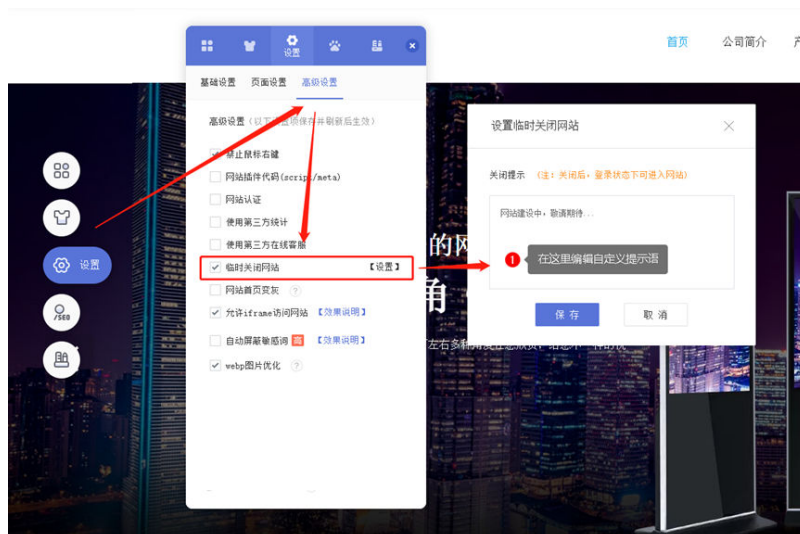 首页 公司简介
设置
基础设置 页面设置 高级设置
高级设置
禁止鼠标右键
网站插件代码(script/meta)
网站认证
使用第三方统计
使用第三方在线客服
临时关闭网站 【设置】
网站首页变灰 ?
允许iframe访问网站 【效果说明】
自动屏蔽敏感词 高 【效果说明】
webp图片优化 ?
设置
/SEO
设置临时关闭网站
关闭提示 (注：关闭后，登录状态下可进入网站)
网站建设中，敬请期待...
1 在这里编辑自定义提示语
保存 取消
的网
角